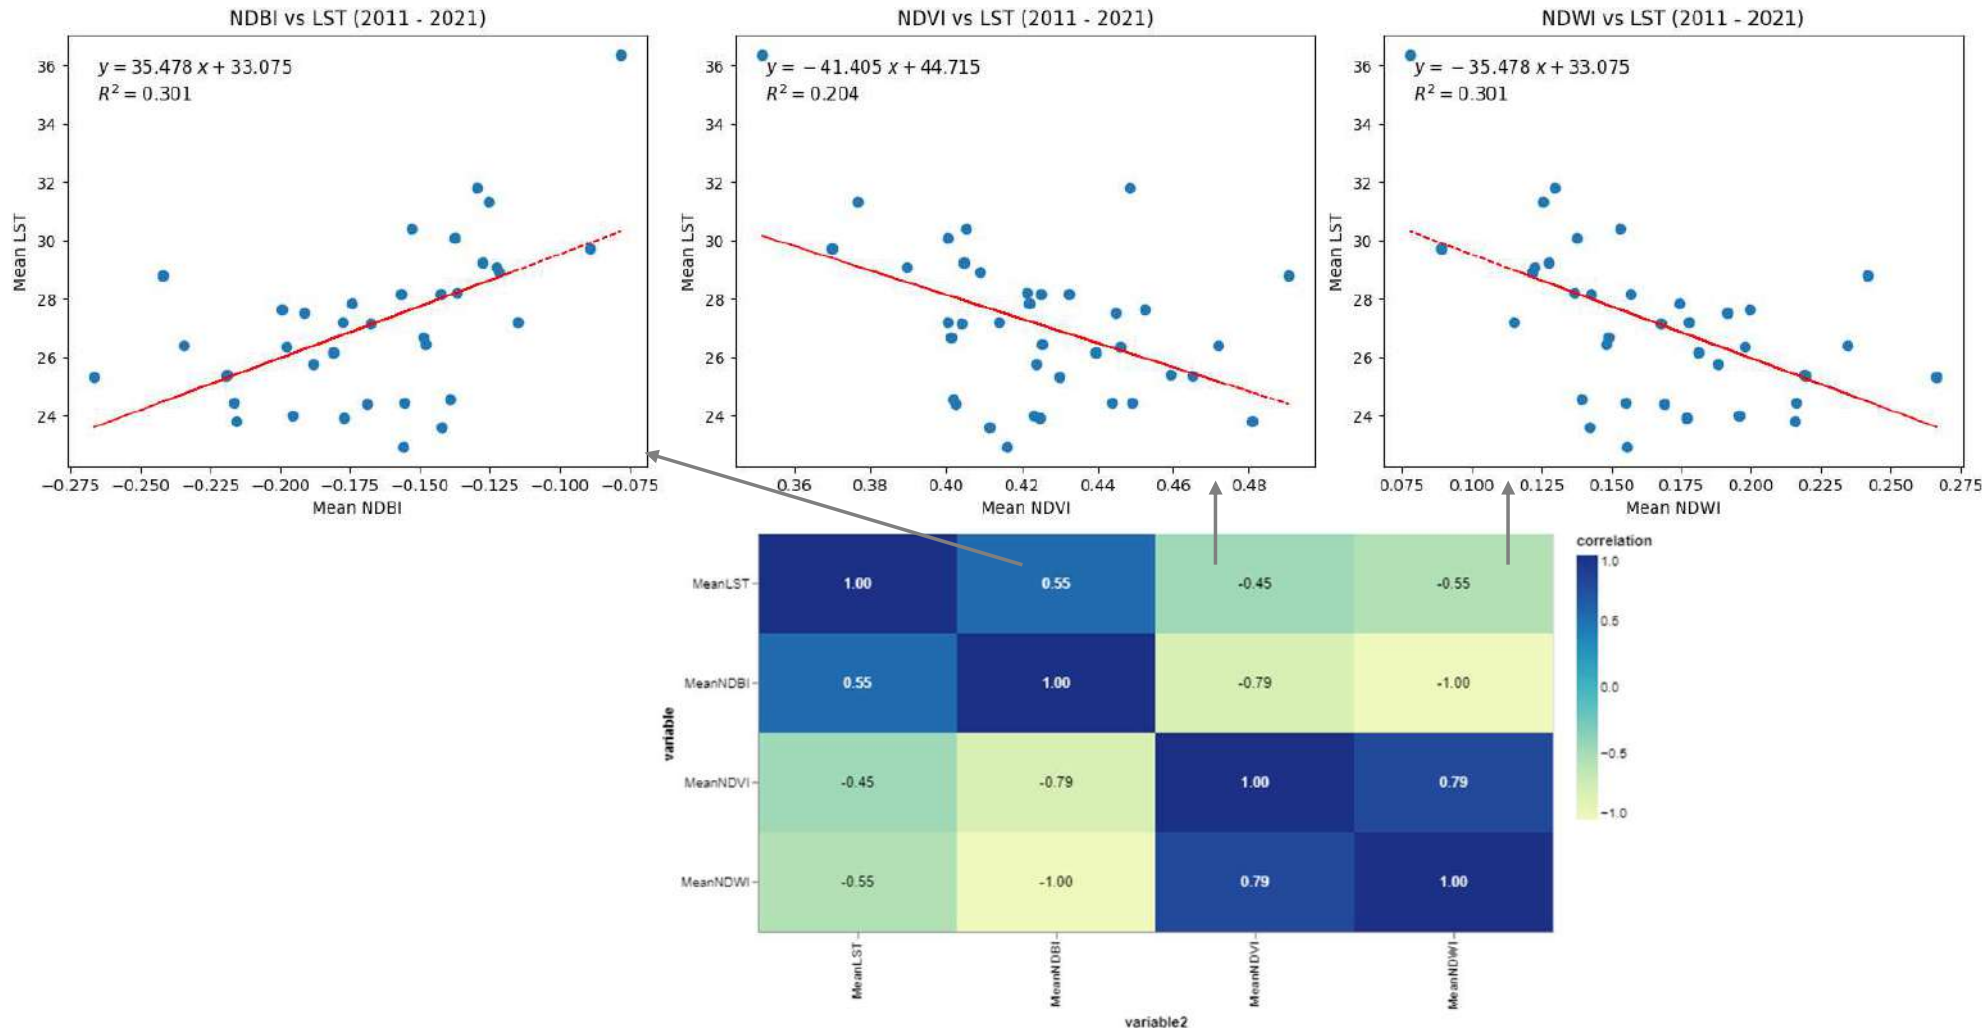 NDBI vs LST (2011 - 2021)
y = 35.478 x + 33.075
R² = 0.301
36
34
32
30
28
26
24
Mean LST
−0.275 −0.250 −0.225 −0.200 −0.175 −0.150 −0.125 −0.100 −0.075
Mean NDBI
NDVI vs LST (2011 - 2021)
y = −41.405 x + 44.715
R² = 0.204
36
34
32
30
28
26
24
Mean LST
0.36 0.38 0.40 0.42 0.44 0.46 0.48
Mean NDVI
NDWI vs LST (2011 - 2021)
y = −35.478 x + 33.075
R² = 0.301
36
34
32
30
28
26
24
Mean LST
0.075 0.100 0.125 0.150 0.175 0.200 0.225 0.250 0.275
Mean NDWI
variable
MeanLST 1.00 0.55 -0.45 -0.55
MeanNDBI 0.55 1.00 -0.79 -1.00
MeanNDVI -0.45 -0.79 1.00 0.79
MeanNDWI -0.55 -1.00 0.79 1.00
MeanLST MeanNDBI MeanNDVI MeanNDWI
variable2
correlation
1.0
0.5
0.0
−0.5
−1.0